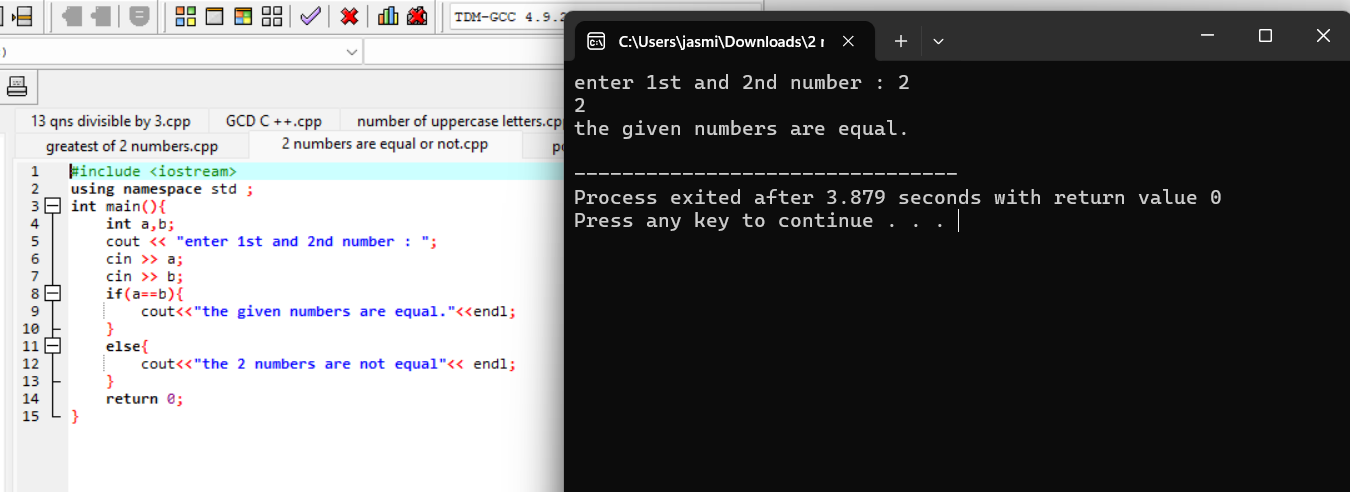 TDM-GCC 4.9.2
)
13 qns divisible by 3.cpp GCD C ++.cpp number of uppercase letters.cpp
greatest of 2 numbers.cpp 2 numbers are equal or not.cpp
1 #include <iostream>
2 using namespace std ;
3 int main(){
4 int a,b;
5 cout << "enter 1st and 2nd number : ";
6 cin >> a;
7 cin >> b;
8 if(a==b){
9 cout<<"the given numbers are equal."<<endl;
10 }
11 else{
12 cout<<"the 2 numbers are not equal"<< endl;
13 }
14 return 0;
15 }
C:\Users\jasmi\Downloads\2
enter 1st and 2nd number : 2
2
the given numbers are equal.
--------------------------------
Process exited after 3.879 seconds with return value 0
Press any key to continue . . .